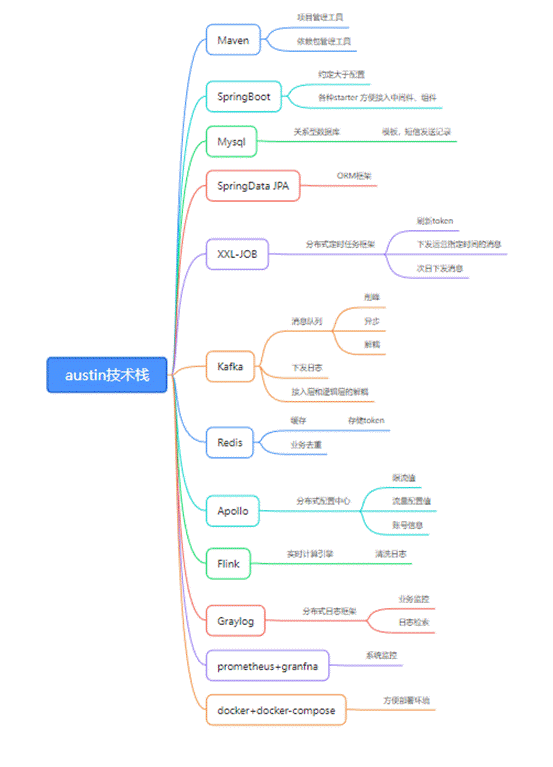 austin技术栈
Maven
项目管理工具
依赖包管理工具
SpringBoot
约定大于配置
各种starter 方便接入中间件、组件
Mysql
关系型数据库
模板、短信发送记录
SpringData JPA
ORM框架
XXL-JOB
分布式定时任务框架
刷新token
下发运营指定时间的消息
次日下发消息
Kafka
消息队列
削峰
异步
解耦
下发日志
接入层和逻辑层的解耦
Redis
缓存
存储token
业务去重
Apollo
分布式配置中心
限流值
流量配置值
账号信息
Flink
实时计算引擎
清洗日志
Graylog
分布式日志框架
业务监控
日志检索
prometheus+granfna
系统监控
docker+docker-compose
方便部署环境